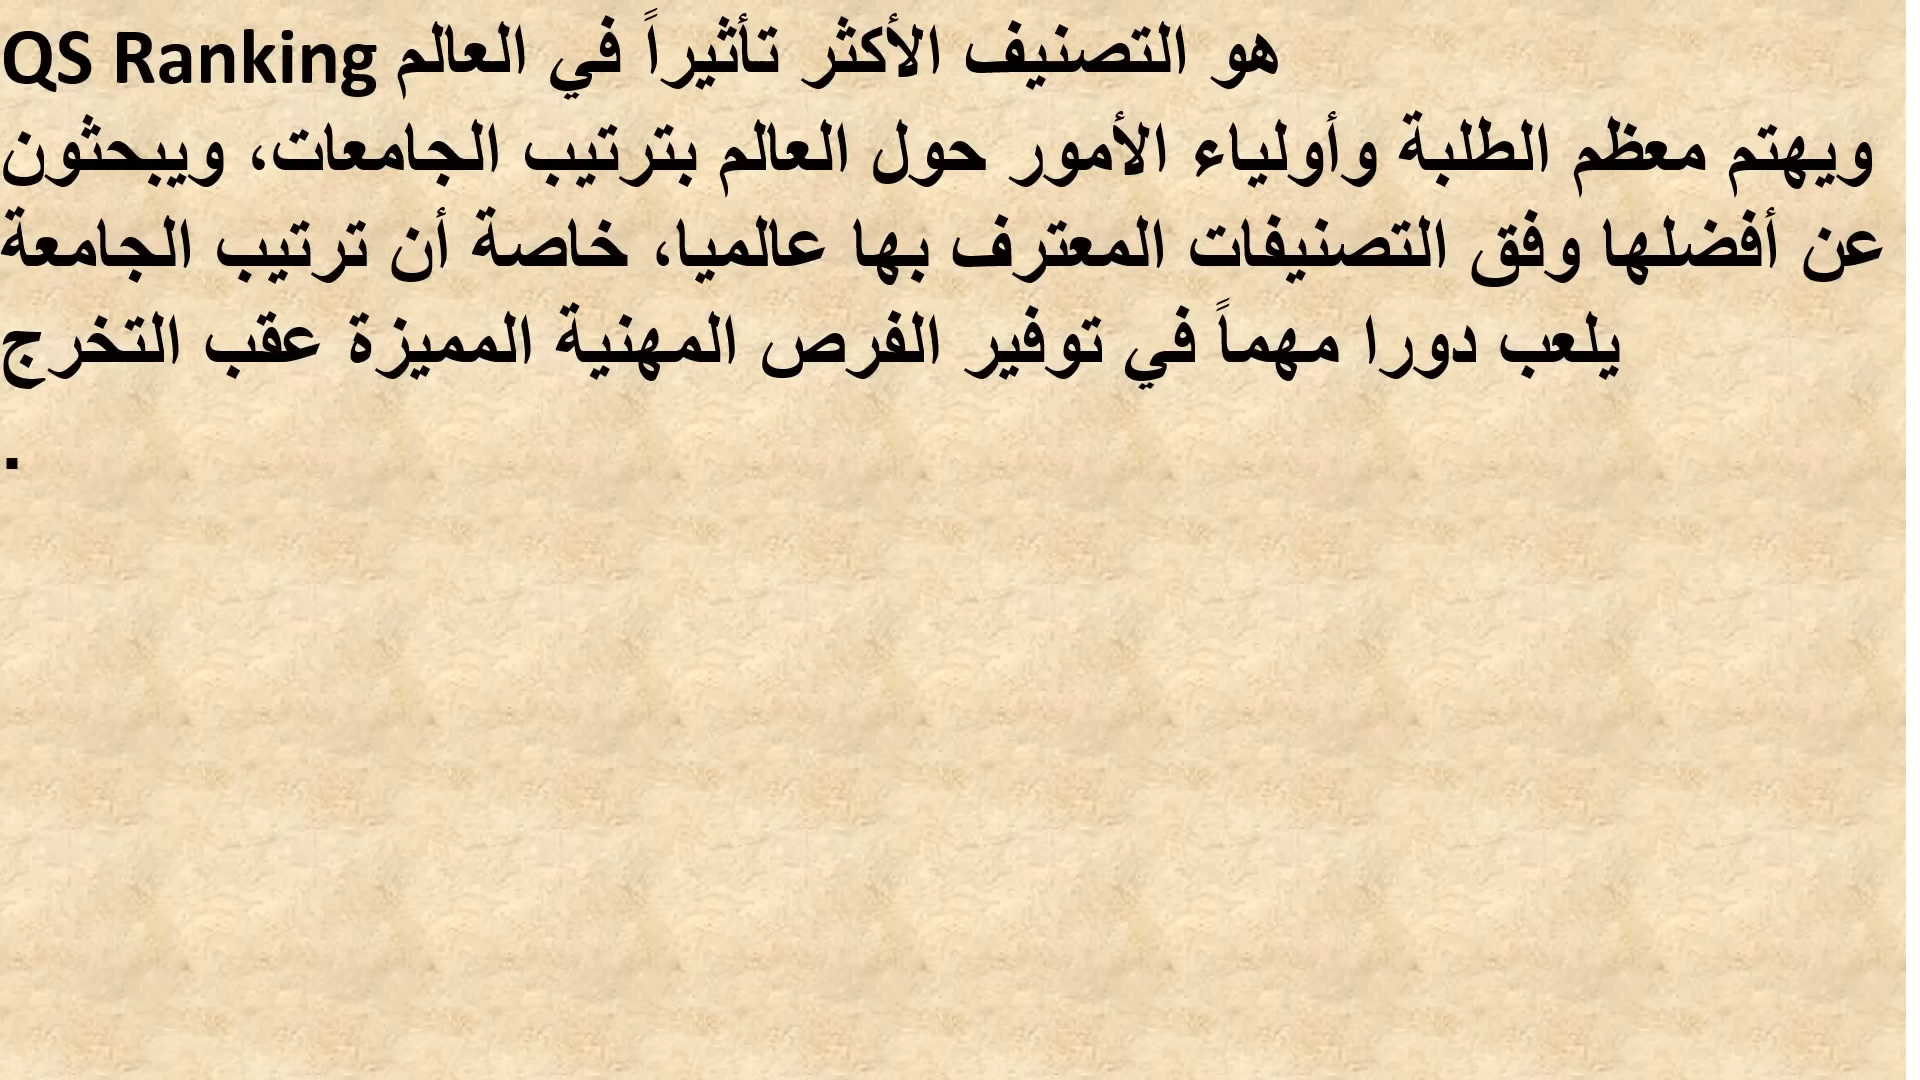 QS Ranking هو التصنيف الأكثر تأثيراً في العالم
ويهتم معظم الطلبة وأولياء الأمور حول العالم بترتيب الجامعات، ويبحثون
عن أفضلها وفق التصنيفات المعترف بها عالميا، خاصة أن ترتيب الجامعة
يلعب دورا مهماً في توفير الفرص المهنية المميزة عقب التخرج
.